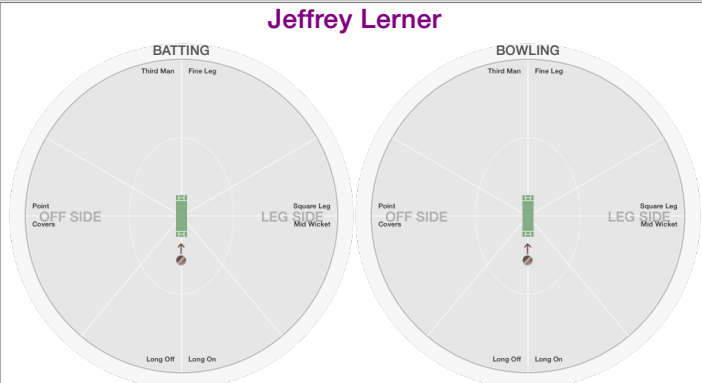 Jeffrey Lerner
BATTING
BOWLING
Third Man
Fine Leg
Third Man
Fine Leg
Point
OFF SIDE
Covers
Square Leg
LEG SIDE
Mid Wicket
Point
OFF SIDE
Covers
Square Leg
LEG SIDE
Mid Wicket
Long Off
Long On
Long Off
Long On